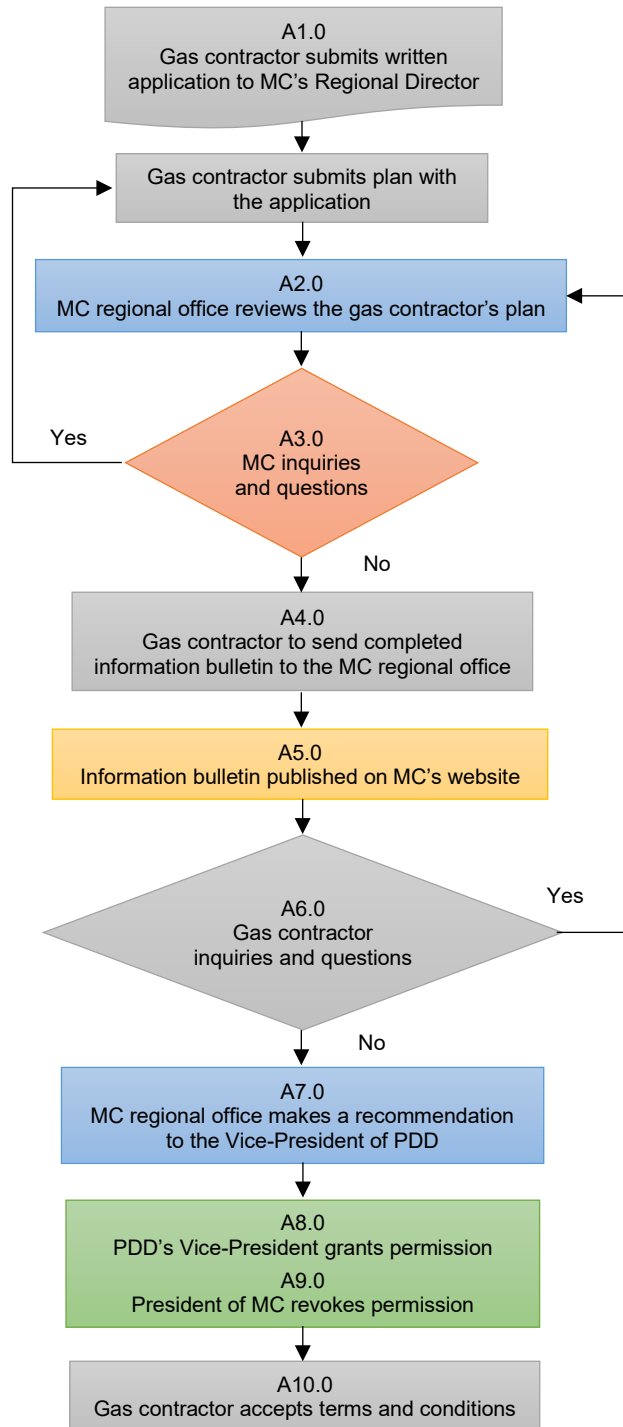 A1.0
Gas contractor submits written
application to MC's Regional Director
Gas contractor submits plan with
the application
A2.0
MC regional office reviews the gas contractor's plan
Yes
A3.0
MC inquiries
and questions
No
A4.0
Gas contractor to send completed
information bulletin to the MC regional office
A5.0
Information bulletin published on MC's website
Yes
A6.0
Gas contractor
inquiries and questions
No
A7.0
MC regional office makes a recommendation
to the Vice-President of PDD
A8.0
PDD's Vice-President grants permission
A9.0
President of MC revokes permission
A10.0
Gas contractor accepts terms and conditions